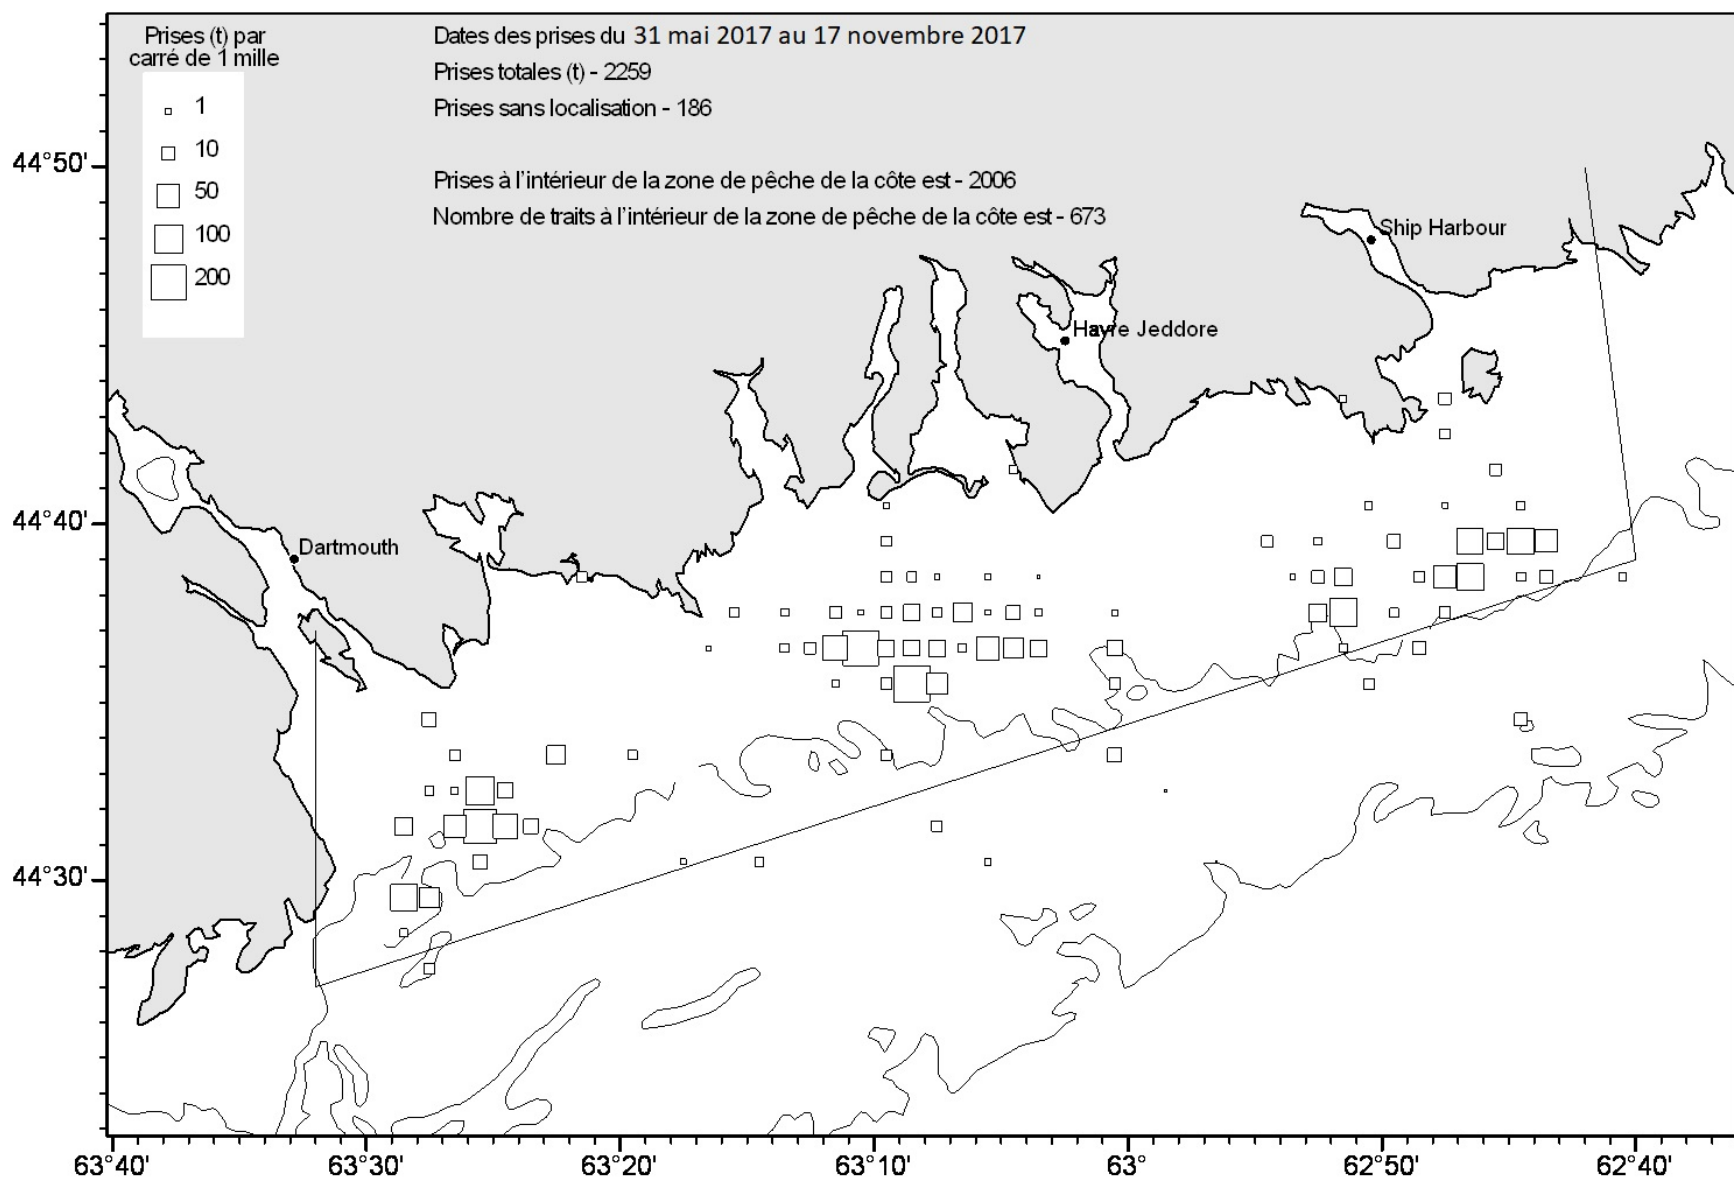 Prises (t) par
carré de 1 mille
1
10
50
100
200
Dates des prises du 31 mai 2017 au 17 novembre 2017
Prises totales (t) - 2259
Prises sans localisation - 186
Prises à l'intérieur de la zone de pêche de la côte est - 2006
Nombre de traits à l'intérieur de la zone de pêche de la côte est - 673
Ship Harbour
Havre Jeddore
Dartmouth
44°50'
44°40'
44°30'
63°40'
63°30'
63°20'
63°10'
63°
62°50'
62°40'